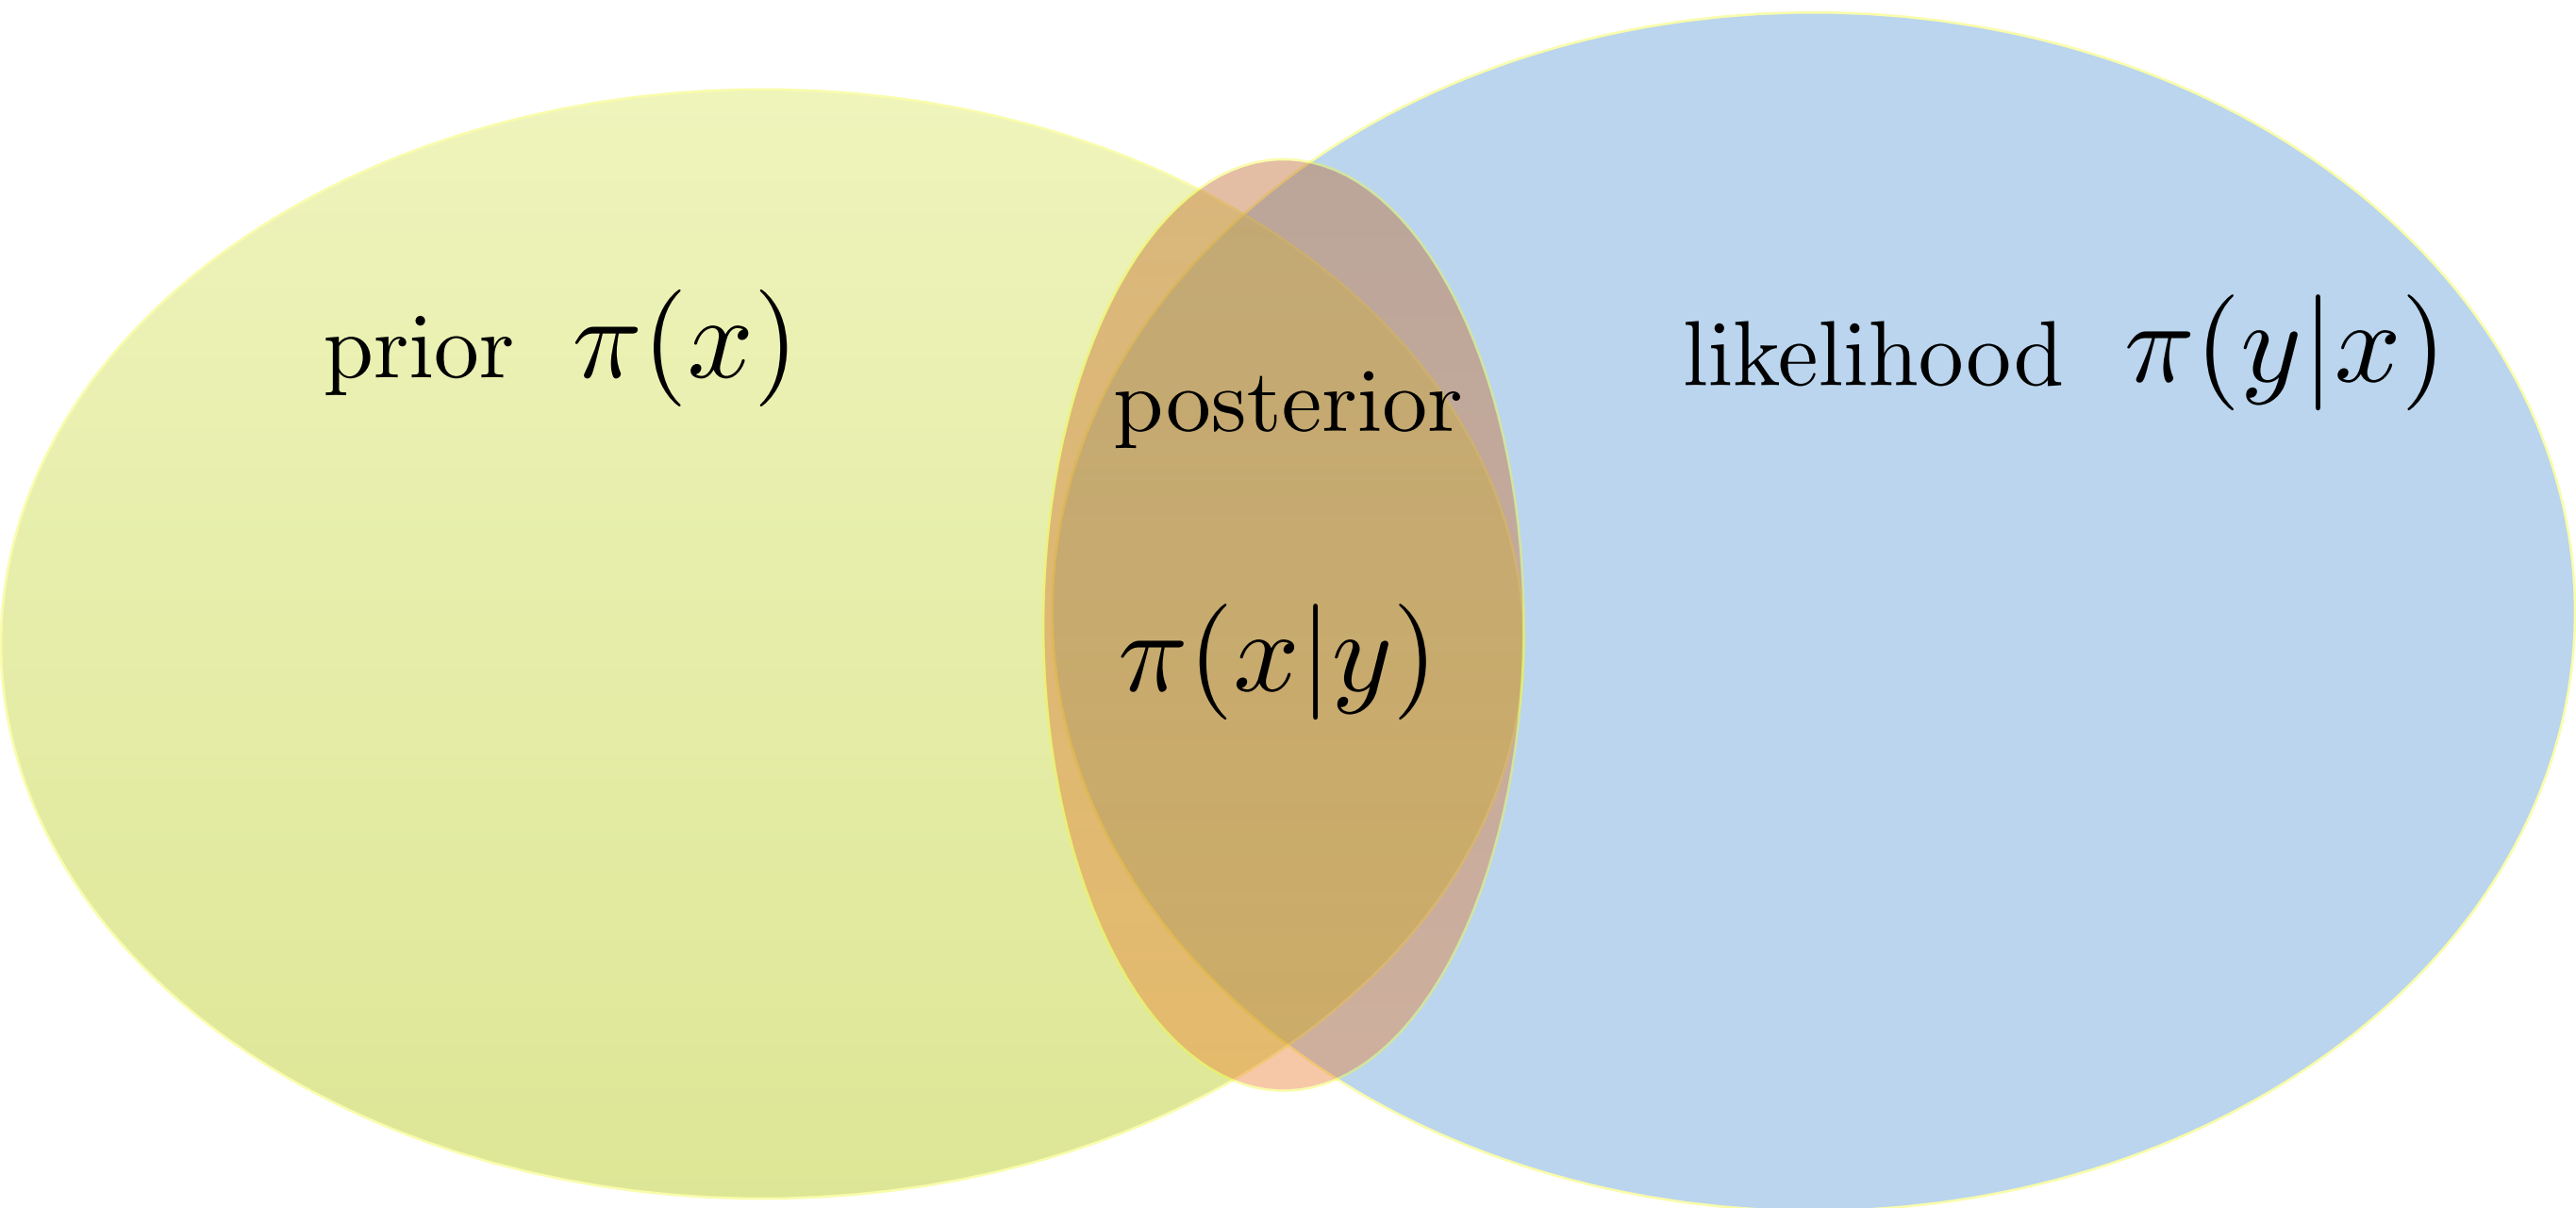 prior π(x)
posterior
π(x|y)
likelihood π(y|x)